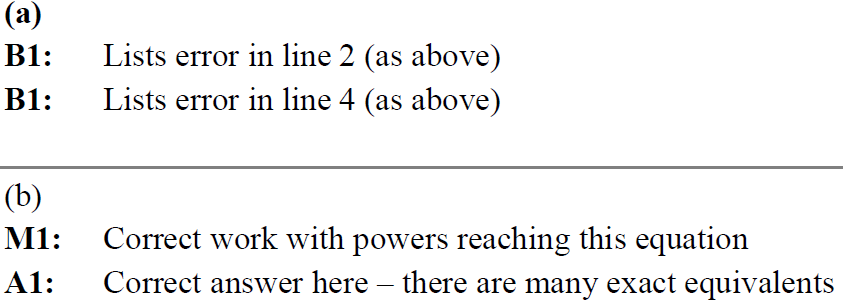 (a)
B1: Lists error in line 2 (as above)
B1: Lists error in line 4 (as above)
(b)
M1: Correct work with powers reaching this equation
A1: Correct answer here – there are many exact equivalents